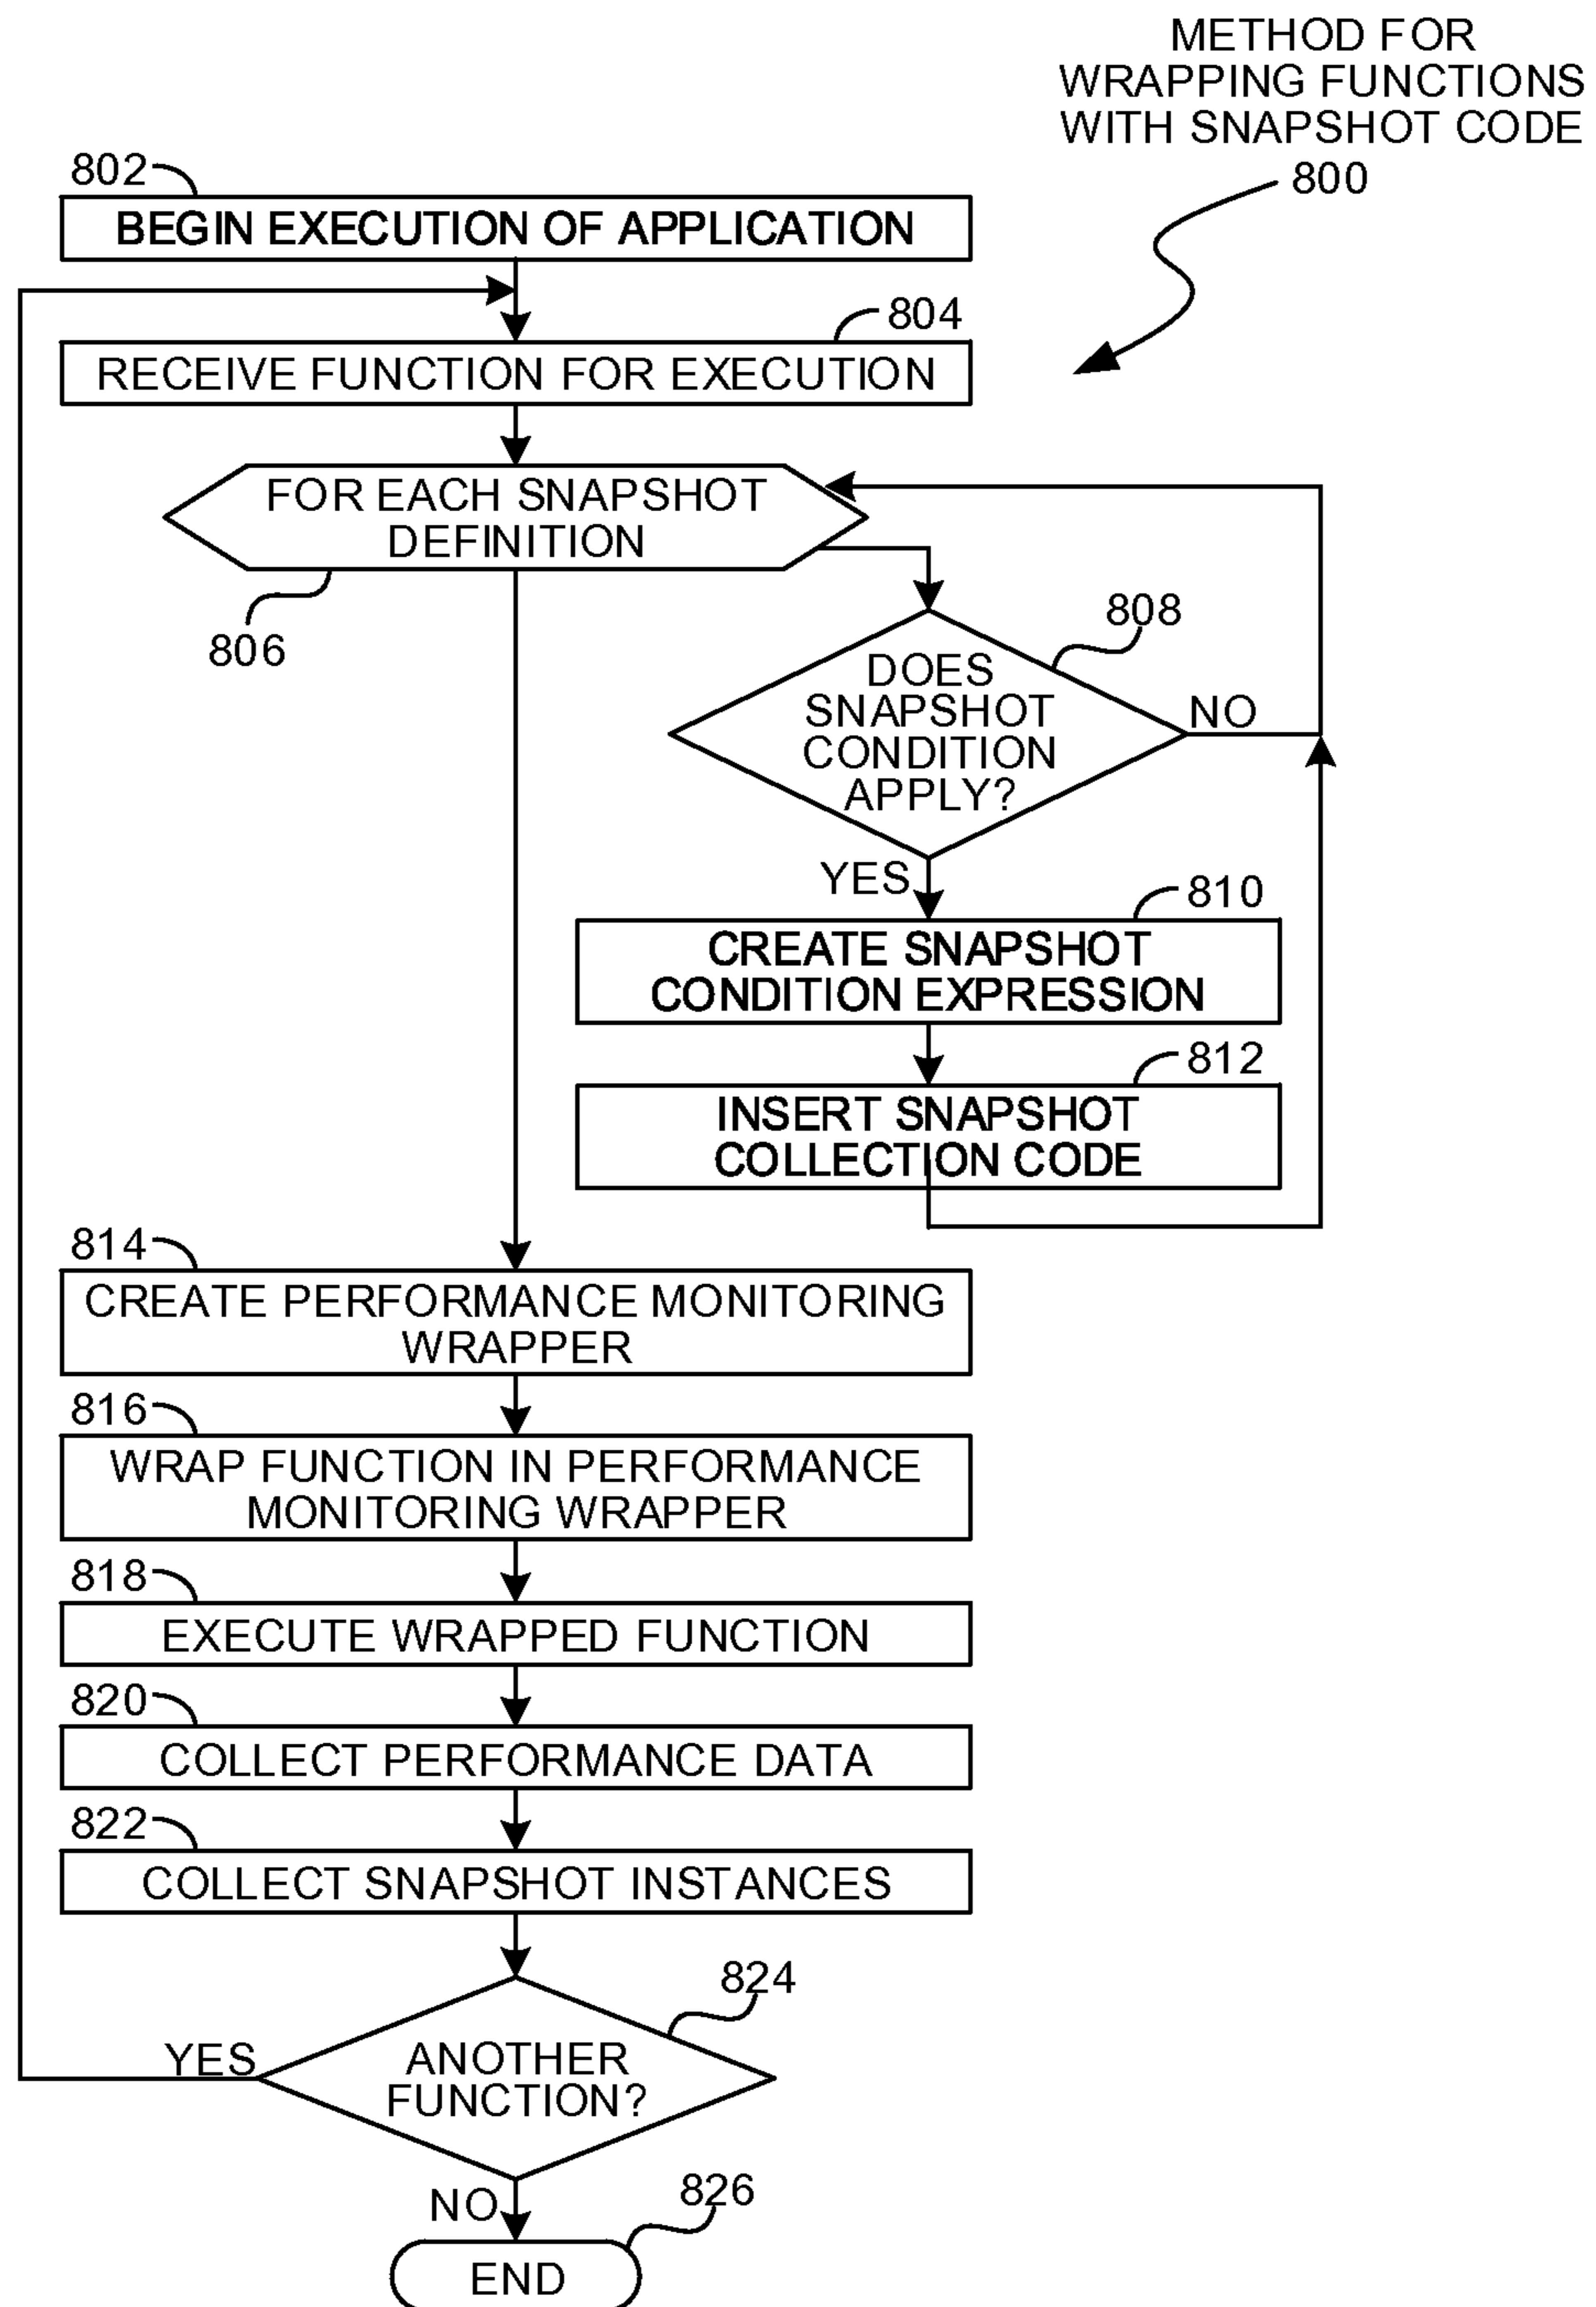 METHOD FOR
WRAPPING FUNCTIONS
WITH SNAPSHOT CODE
800
802
BEGIN EXECUTION OF APPLICATION
804
RECEIVE FUNCTION FOR EXECUTION
FOR EACH SNAPSHOT
DEFINITION
806
808
DOES
SNAPSHOT
CONDITION
APPLY?
NO
YES
810
CREATE SNAPSHOT
CONDITION EXPRESSION
812
INSERT SNAPSHOT
COLLECTION CODE
814
CREATE PERFORMANCE MONITORING
WRAPPER
816
WRAP FUNCTION IN PERFORMANCE
MONITORING WRAPPER
818
EXECUTE WRAPPED FUNCTION
820
COLLECT PERFORMANCE DATA
822
COLLECT SNAPSHOT INSTANCES
824
ANOTHER
FUNCTION?
YES
NO
826
END